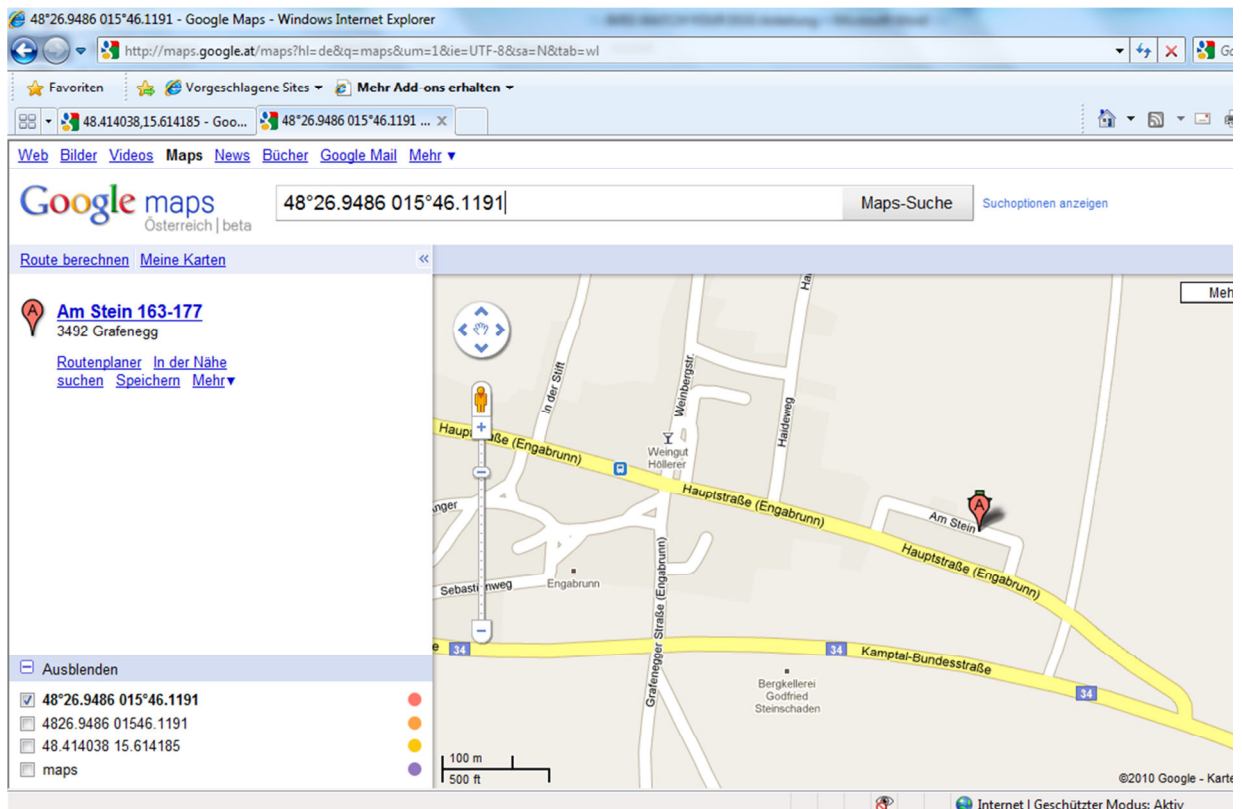 48°26.9486 015°46.1191 - Google Maps - Windows Internet Explorer
http://maps.google.at/maps?hl=de&q=maps&um=1&ie=UTF-8&sa=N&tab=wl
Favoriten Vorgeschlagene Sites Mehr Add-ons erhalten
48.414038,15.614185 - Goo... 48°26.9486 015°46.1191 ...
Web Bilder Videos Maps News Bücher Google Mail Mehr
Google maps
Österreich | beta
48°26.9486 015°46.1191
Maps-Suche
Suchoptionen anzeigen
Route berechnen Meine Karten «
A
Am Stein 163-177
3492 Grafenegg
Routenplaner In der Nähe
suchen Speichern Mehr
Ausblenden
48°26.9486 015°46.1191
4826.9486 01546.1191
48.414038 15.614185
maps
Meh
Ha
In der Stift
Weinbergstr.
Haideweg
Hauptstraße (Engabrunn)
Weingut
Höllerer
Hauptstraße (Engabrunn)
A
Am Stein
Hauptstraße (Engabrunn)
nger
Sebasti nweg
Engabrunn
Grafenegger Straße (Engabrunn)
e 34
34
Kamptal-Bundesstraße
34
Bergkellerei
Godfried
Steinschaden
100 m
500 ft
©2010 Google - Karte
Internet | Geschützter Modus: Aktiv